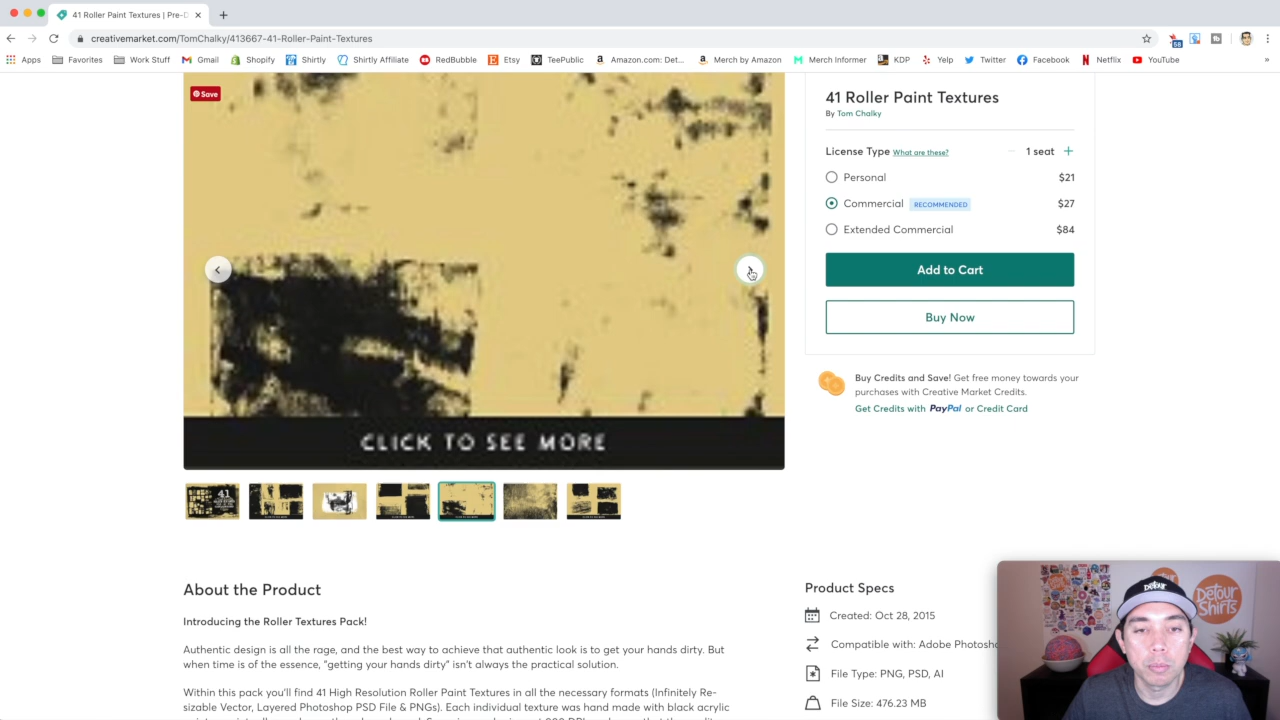 41 Roller Paint Textures | Pre-D
creativemarket.com/TomChalky/413667-41-Roller-Paint-Textures
68
Apps Favorites Work Stuff Gmail Shopify Shirtly Shirtly Affiliate RedBubble Etsy TeePublic Amazon.com: Det... Merch by Amazon Merch Informer KDP Yelp Twitter Facebook Netflix YouTube »
Save
CLICK TO SEE MORE
41
41 Roller Paint Textures
By Tom Chalky
License Type What are these? 1 seat
Personal $21
Commercial RECOMMENDED $27
Extended Commercial $84
Add to Cart
Buy Now
Buy Credits and Save! Get free money towards your
purchases with Creative Market Credits.
Get Credits with PayPal or Credit Card
About the Product
Introducing the Roller Textures Pack!
Authentic design is all the rage, and the best way to achieve that authentic look is to get your hands dirty. But
when time is of the essence, "getting your hands dirty" isn't always the practical solution.
Within this pack you'll find 41 High Resolution Roller Paint Textures in all the necessary formats (Infinitely Re-
sizable Vector, Layered Photoshop PSD File & PNGs). Each individual texture was hand made with black acrylic
Product Specs
Created: Oct 28, 2015
Compatible with: Adobe Photosho
File Type: PNG, PSD, AI
File Size: 476.23 MB
DETOUR
DETOUR
SHIRTS